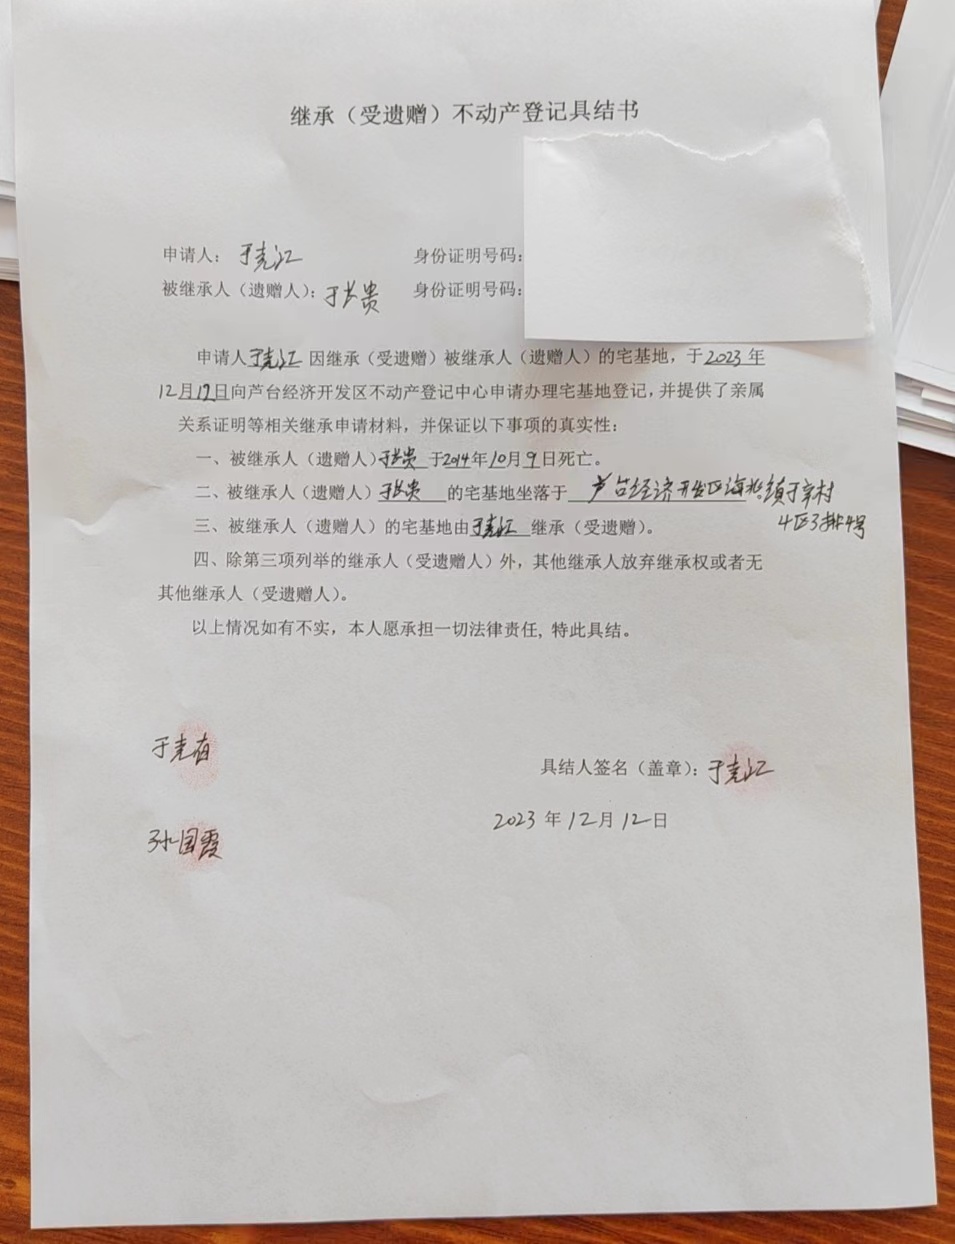 继承（受遗赠）不动产登记具结书
申请人：于克江 身份证明号码：
被继承人（遗赠人）：于长贵 身份证明号码：
申请人于克江因继承（受遗赠）被继承人（遗赠人）的宅基地，于2023年
12月12日向芦台经济开发区不动产登记中心申请办理宅基地登记，并提供了亲属
关系证明等相关继承申请材料，并保证以下事项的真实性：
一、被继承人（遗赠人）于长贵于2014年10月9日死亡。
二、被继承人（遗赠人）于长贵的宅基地坐落于芦台经济开发区海北镇于辛村
4区3排4号
三、被继承人（遗赠人）的宅基地由于克江继承（受遗赠）。
四、除第三项列举的继承人（受遗赠人）外，其他继承人放弃继承权或者无
其他继承人（受遗赠人）。
以上情况如有不实，本人愿承担一切法律责任，特此具结。
于克
具结人签名（盖章）：于克江
2023年12月12日
孙国霞